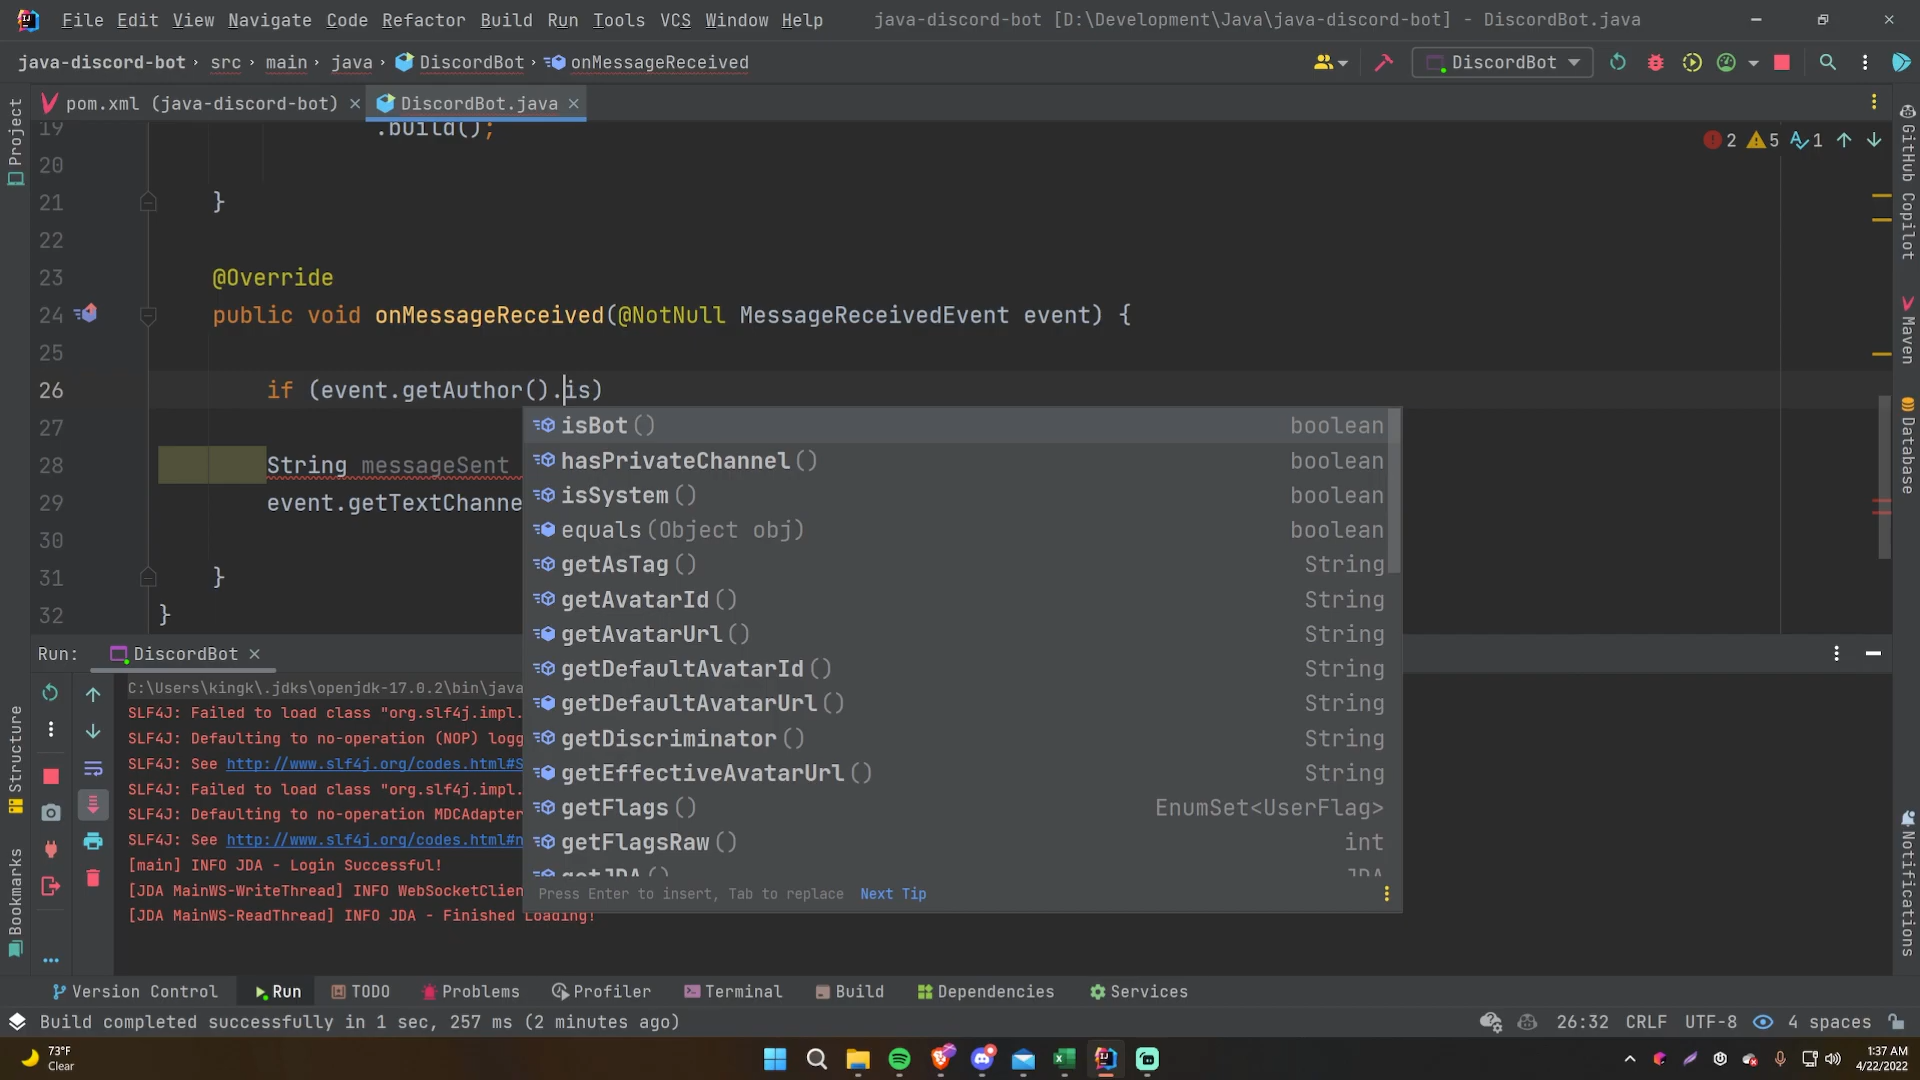 File Edit View Navigate Code Refactor Build Run Tools VCS Window Help java-discord-bot [D:\Development\Java\java-discord-bot] - DiscordBot.java
java-discord-bot › src › main › java › DiscordBot › onMessageReceived DiscordBot
pom.xml (java-discord-bot) DiscordBot.java
Project
GitHub Copilot
Maven
Database
Notifications
Structure
Bookmarks
2 5 1
19 .build();
20
21 }
22
23 @Override
24 public void onMessageReceived(@NotNull MessageReceivedEvent event) {
25
26 if (event.getAuthor().is)
27
28 String messageSent
29 event.getTextChanne
30
31 }
32 }
isBot() boolean
hasPrivateChannel() boolean
isSystem() boolean
equals(Object obj) boolean
getAsTag() String
getAvatarId() String
getAvatarUrl() String
getDefaultAvatarId() String
getDefaultAvatarUrl() String
getDiscriminator() String
getEffectiveAvatarUrl() String
getFlags() EnumSet<UserFlag>
getFlagsRaw() int
getJDA() JDA
Press Enter to insert, Tab to replace Next Tip
Run: DiscordBot
C:\Users\kingk\.jdks\openjdk-17.0.2\bin\java
SLF4J: Failed to load class "org.slf4j.impl.
SLF4J: Defaulting to no-operation (NOP) logg
SLF4J: See http://www.slf4j.org/codes.html#S
SLF4J: Failed to load class "org.slf4j.impl.
SLF4J: Defaulting to no-operation MDCAdapter
SLF4J: See http://www.slf4j.org/codes.html#n
[main] INFO JDA - Login Successful!
[JDA MainWS-WriteThread] INFO WebSocketClien
[JDA MainWS-ReadThread] INFO JDA - Finished Loading!
Version Control Run TODO Problems Profiler Terminal Build Dependencies Services
Build completed successfully in 1 sec, 257 ms (2 minutes ago) 26:32 CRLF UTF-8 4 spaces
73°F
Clear
1:37 AM
4/22/2022